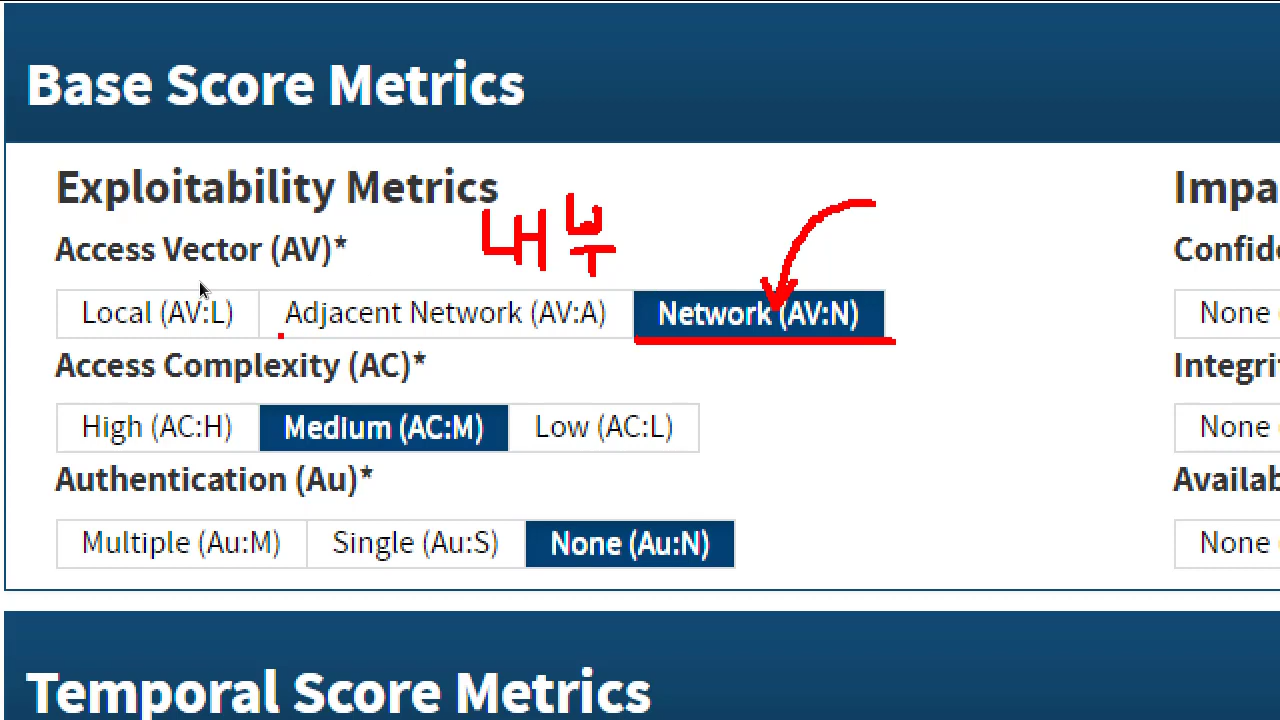 Base Score Metrics
Exploitability Metrics
Impa
내부
Access Vector (AV)*
Confide
Local (AV:L)
Adjacent Network (AV:A)
Network (AV:N)
None
Access Complexity (AC)*
Integrit
High (AC:H)
Medium (AC:M)
Low (AC:L)
None
Authentication (Au)*
Availab
Multiple (Au:M)
Single (Au:S)
None (Au:N)
None
Temporal Score Metrics